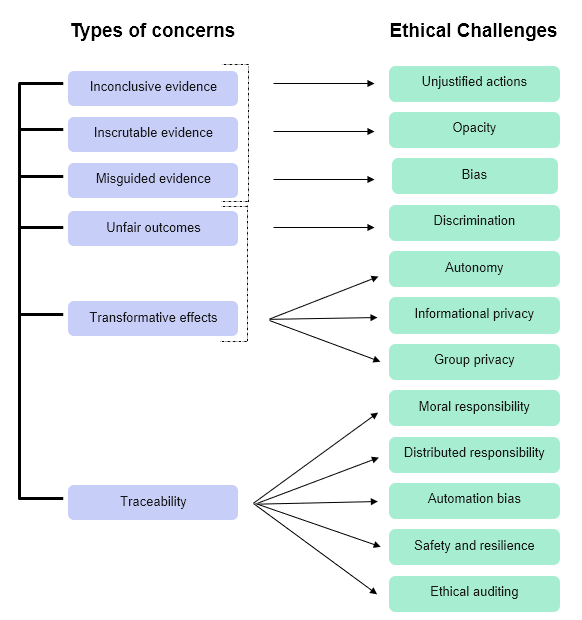 Types of concerns
Ethical Challenges
Inconclusive evidence
Unjustified actions
Inscrutable evidence
Opacity
Misguided evidence
Bias
Unfair outcomes
Discrimination
Autonomy
Transformative effects
Informational privacy
Group privacy
Moral responsibility
Distributed responsibility
Traceability
Automation bias
Safety and resilience
Ethical auditing